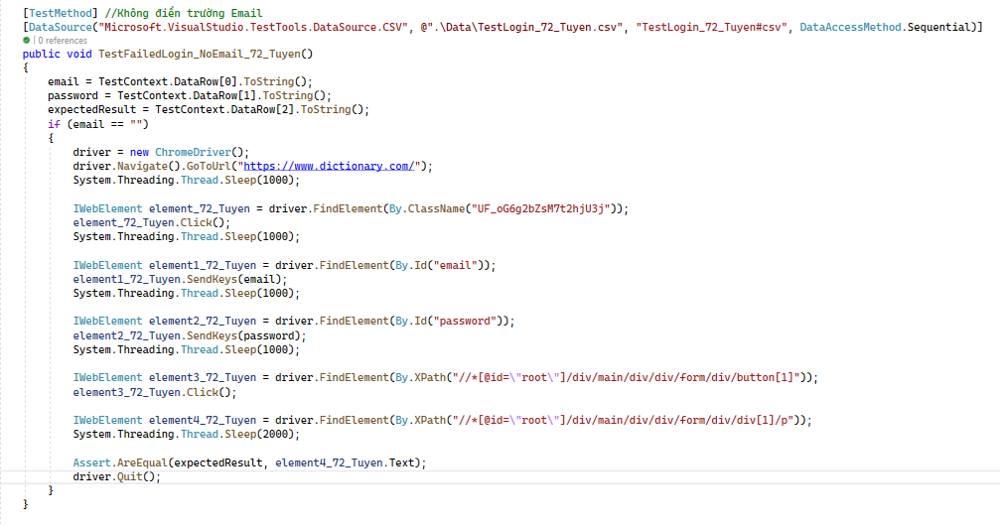 [TestMethod] //Không điền trường Email
[DataSource("Microsoft.VisualStudio.TestTools.DataSource.CSV", @".\Data\TestLogin_72_Tuyen.csv", "TestLogin_72_Tuyen#csv", DataAccessMethod.Sequential)]
| 0 references
public void TestFailedLogin_NoEmail_72_Tuyen()
{
    email = TestContext.DataRow[0].ToString();
    password = TestContext.DataRow[1].ToString();
    expectedResult = TestContext.DataRow[2].ToString();
    if (email == "")
    {
        driver = new ChromeDriver();
        driver.Navigate().GoToUrl("https://www.dictionary.com/");
        System.Threading.Thread.Sleep(1000);

        IWebElement element_72_Tuyen = driver.FindElement(By.ClassName("UF_oG6g2bZsM7t2hjU3j"));
        element_72_Tuyen.Click();
        System.Threading.Thread.Sleep(1000);

        IWebElement element1_72_Tuyen = driver.FindElement(By.Id("email"));
        element1_72_Tuyen.SendKeys(email);
        System.Threading.Thread.Sleep(1000);

        IWebElement element2_72_Tuyen = driver.FindElement(By.Id("password"));
        element2_72_Tuyen.SendKeys(password);
        System.Threading.Thread.Sleep(1000);

        IWebElement element3_72_Tuyen = driver.FindElement(By.XPath("//*[@id=\"root\"]/div/main/div/div/form/div/button[1]"));
        element3_72_Tuyen.Click();

        IWebElement element4_72_Tuyen = driver.FindElement(By.XPath("//*[@id=\"root\"]/div/main/div/div/form/div/div[1]/p"));
        System.Threading.Thread.Sleep(2000);

        Assert.AreEqual(expectedResult, element4_72_Tuyen.Text);
        driver.Quit();
    }
}